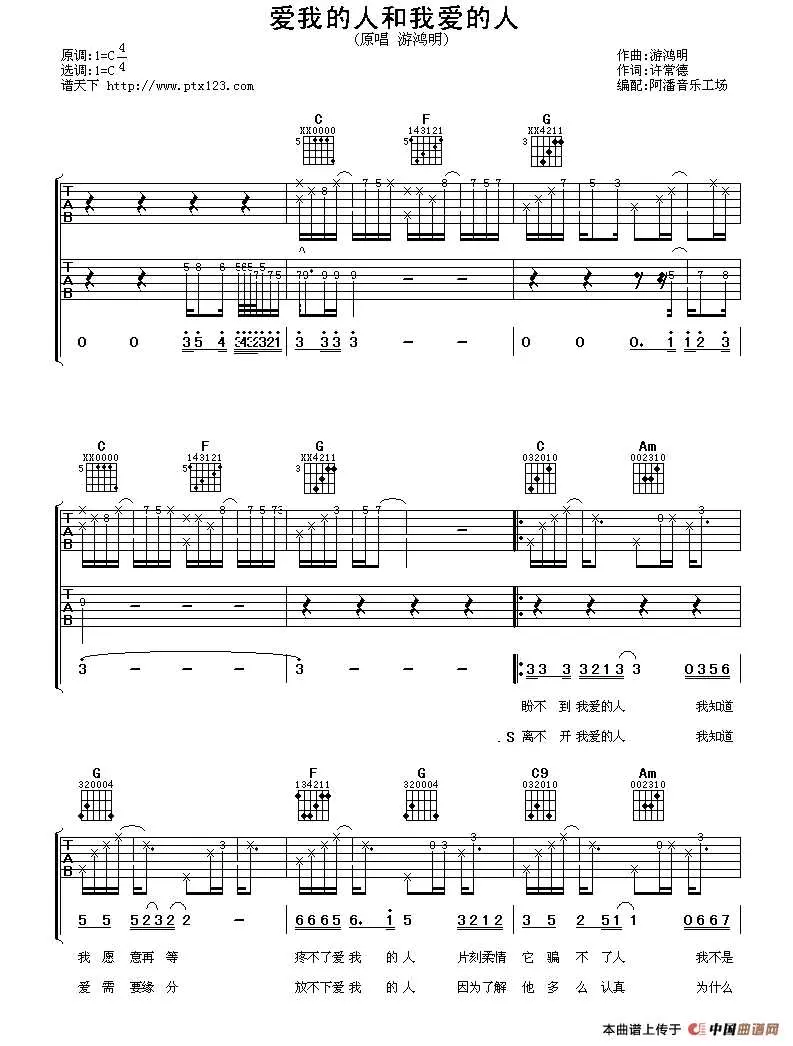 爱我的人和我爱的人
(原唱 游鸿明)
原调:1=C 4/4
选调:1=C
谱天下 http://www.ptx123.com
作曲:游鸿明
作词:许常德
编配:阿潘音乐工场
C F G
XX0000 143121 XX4211
5 5 3
TAB
TAB
0 0 35 4 3432321 3 33 3 - - 0 0 0. 1 12 3
C F G C Am
XX0000 143121 XX4211 032010 002310
5 5 3
TAB
TAB
3 - - - 3 33 3 3213 3 0356
盼不 到 我爱的人 我知道
.S 离不 开 我爱的人 我知道
G F G C9 Am
320004 134211 320004 032010 002310
TAB
5 5 5232 2 - 6665 6. 1 5 3212 3 5 251 1 0667
我 愿 意再 等 疼不了爱 我 的 人 片刻柔情 它 骗 不 了人 我不是
爱 需 要缘 分 放不下爱 我 的 人 因为了解 他 多 么 认真 为什么
本曲谱上传于 中国曲谱网